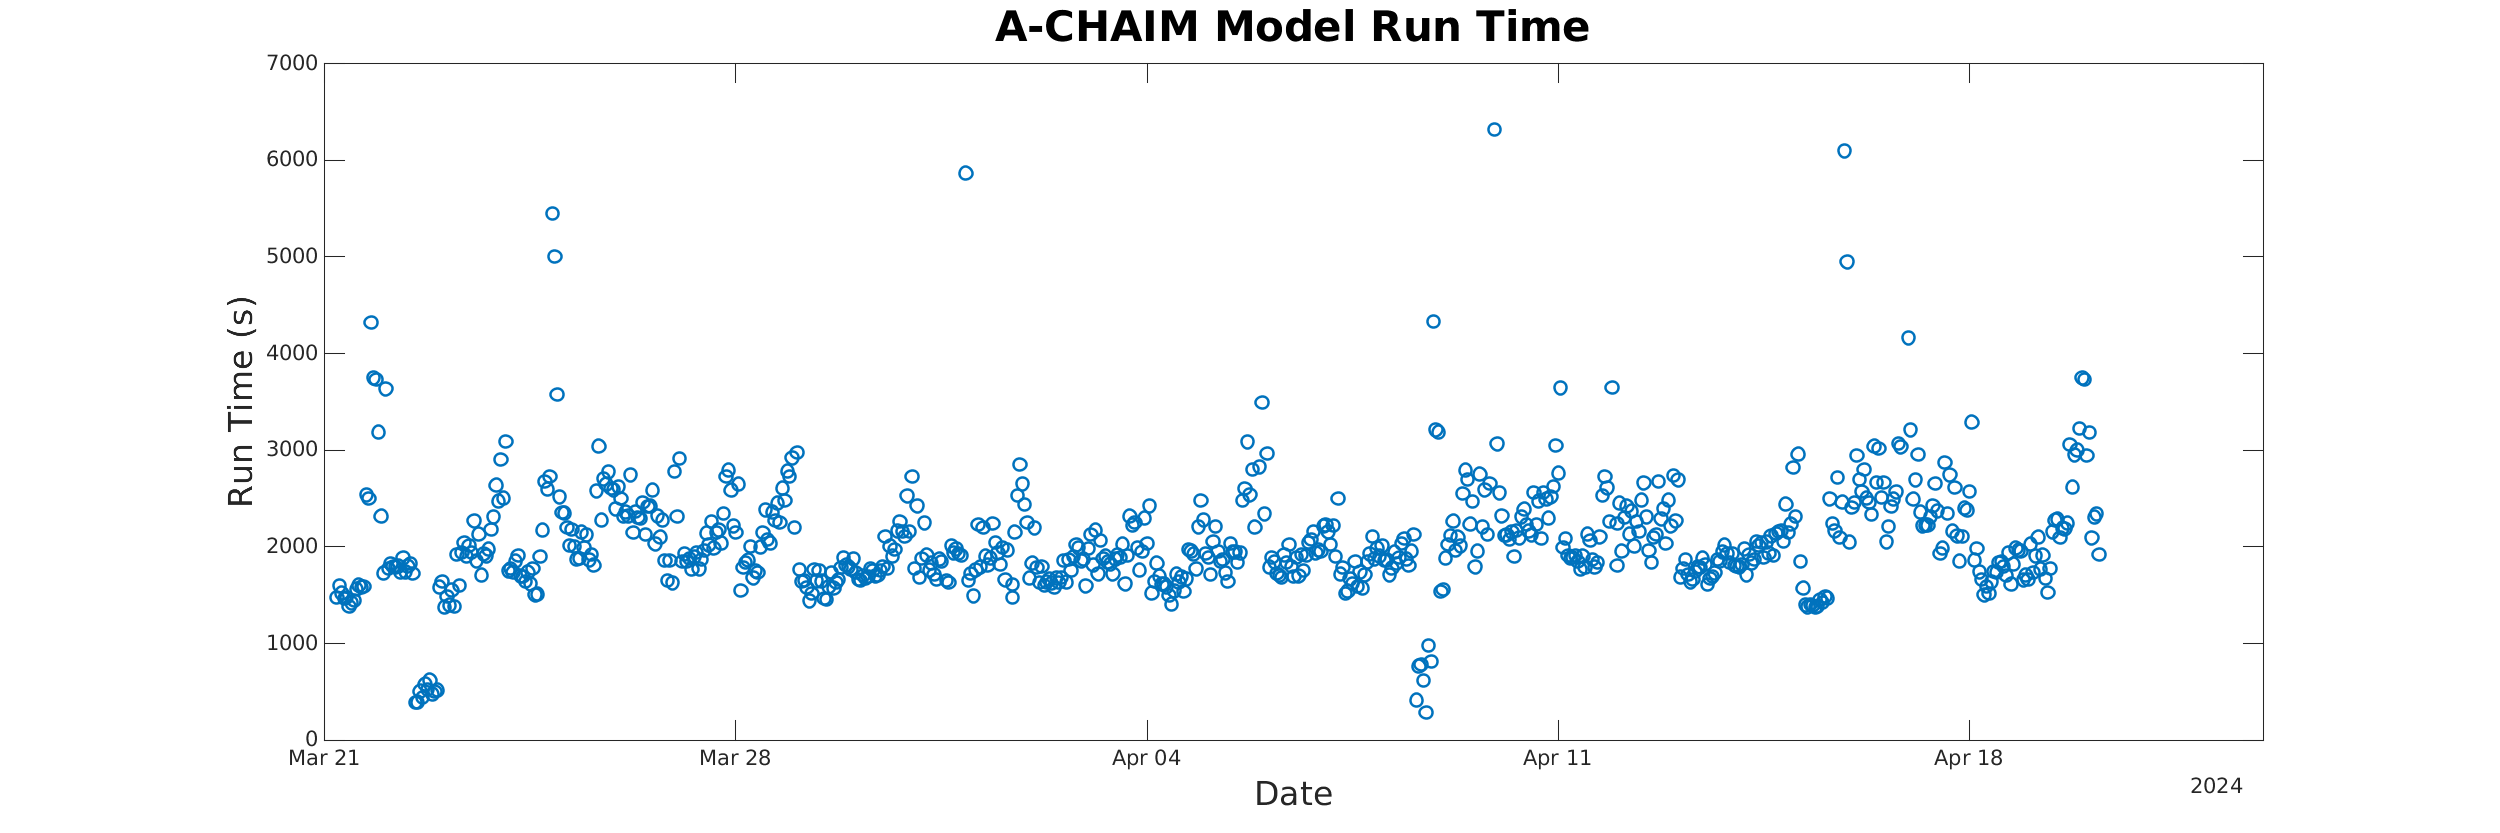 A-CHAIM Model Run Time
Run Time (s)
7000
6000
5000
4000
3000
2000
1000
0
Mar 21 Mar 28 Apr 04 Apr 11 Apr 18
Date
2024